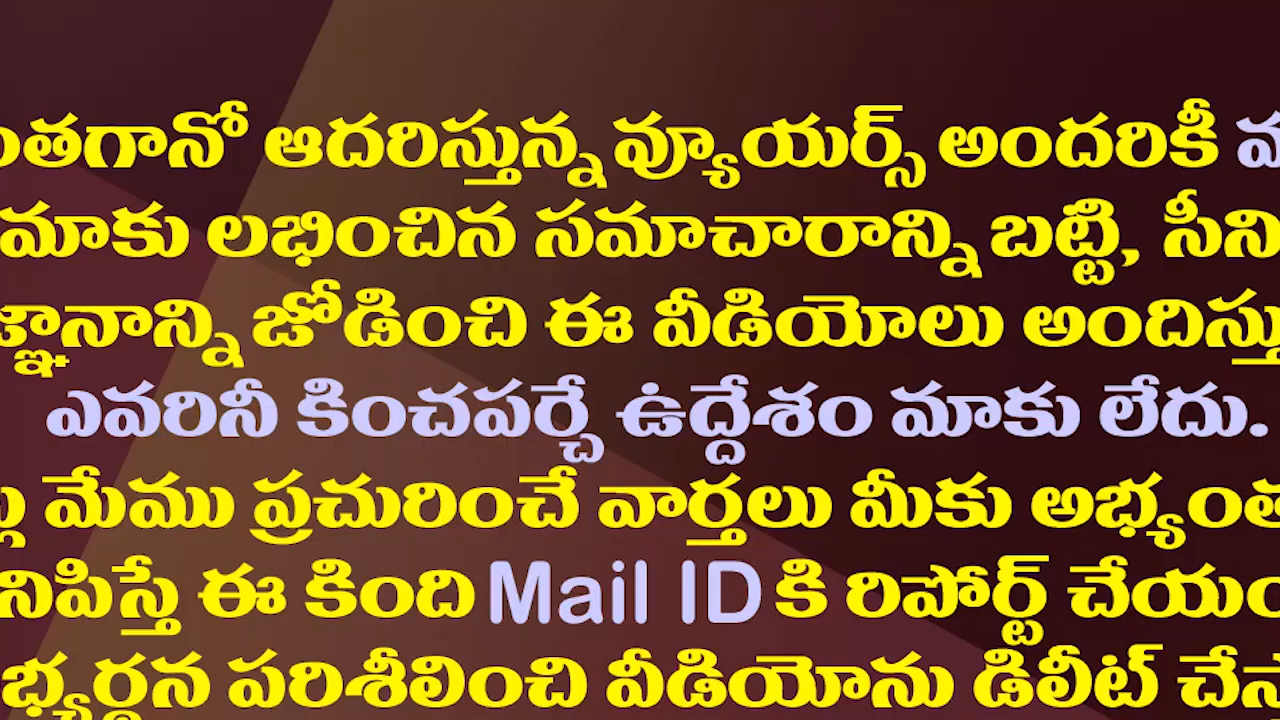 ంతగానో ఆదరిస్తున్న వ్యూయర్స్ అందరికీ
మాకు లభించిన సమాచారాన్ని బట్టి, సీని
జ్ఞానాన్ని జోడించి ఈ వీడియోలు అందిస్తు
ఎవరినీ కించపర్చే ఉద్దేశం మాకు లేదు.
మేము ప్రచురించే వార్తలు మీకు అభ్యంత
నిపిస్తే ఈ కింది Mail ID కి రిపోర్ట్ చేయం
భ్యర్థన పరిశీలించి వీడియోను డిలీట్ చేస